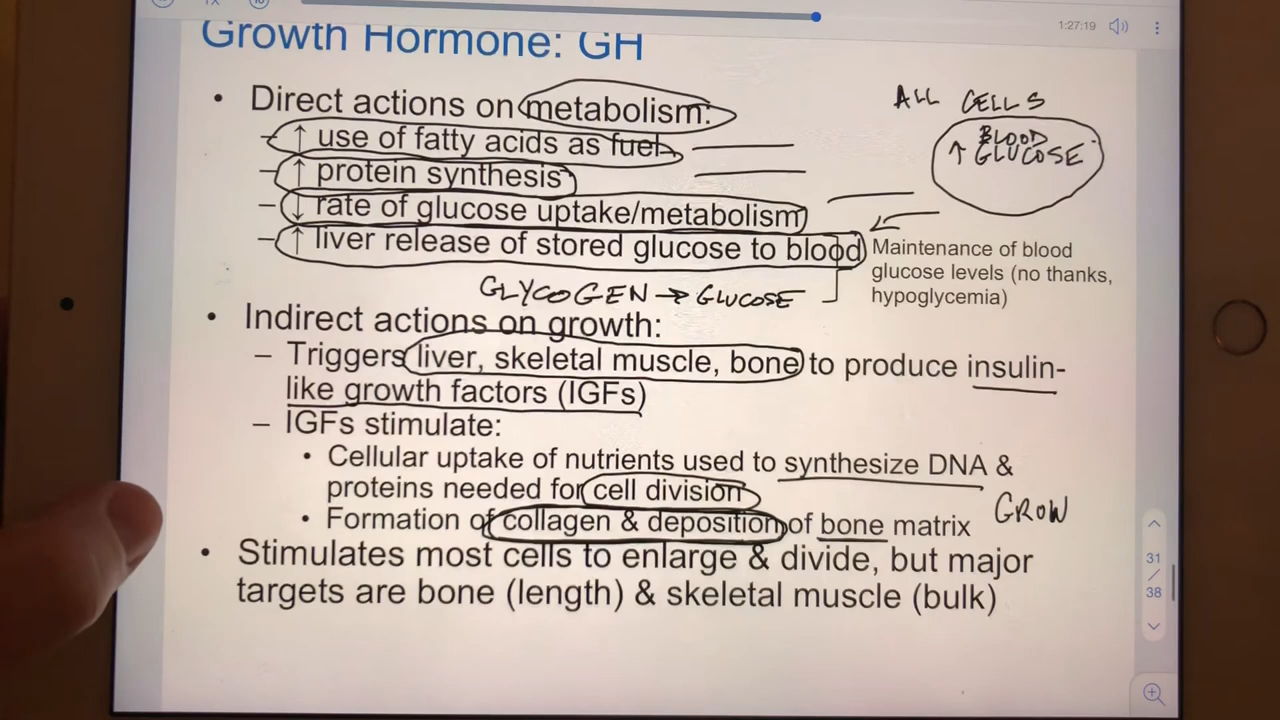 1x
10
1:27:19
Growth Hormone: GH
• Direct actions on metabolism:
– ↑ use of fatty acids as fuel
– ↑ protein synthesis
– ↓ rate of glucose uptake/metabolism
– ↑ liver release of stored glucose to blood
ALL CELLS
↑ BLOOD
GLUCOSE
Maintenance of blood
glucose levels (no thanks,
hypoglycemia)
GLYCOGEN → GLUCOSE
• Indirect actions on growth:
– Triggers liver, skeletal muscle, bone to produce insulin-
like growth factors (IGFs)
– IGFs stimulate:
• Cellular uptake of nutrients used to synthesize DNA &
proteins needed for cell division
• Formation of collagen & deposition of bone matrix
GROW
• Stimulates most cells to enlarge & divide, but major
targets are bone (length) & skeletal muscle (bulk)
31
/
38